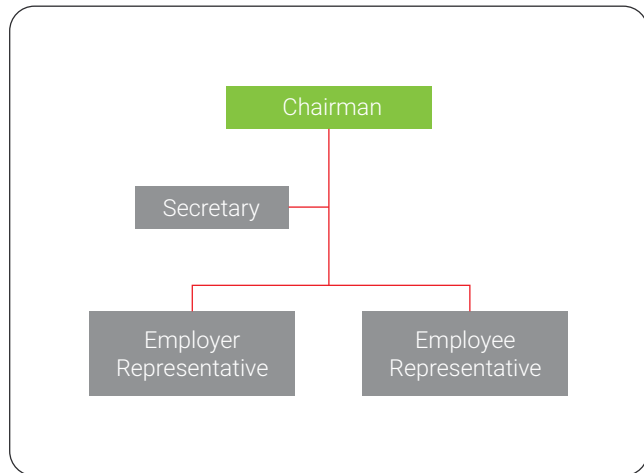 Chairman
Secretary
Employer
Representative
Employee
Representative